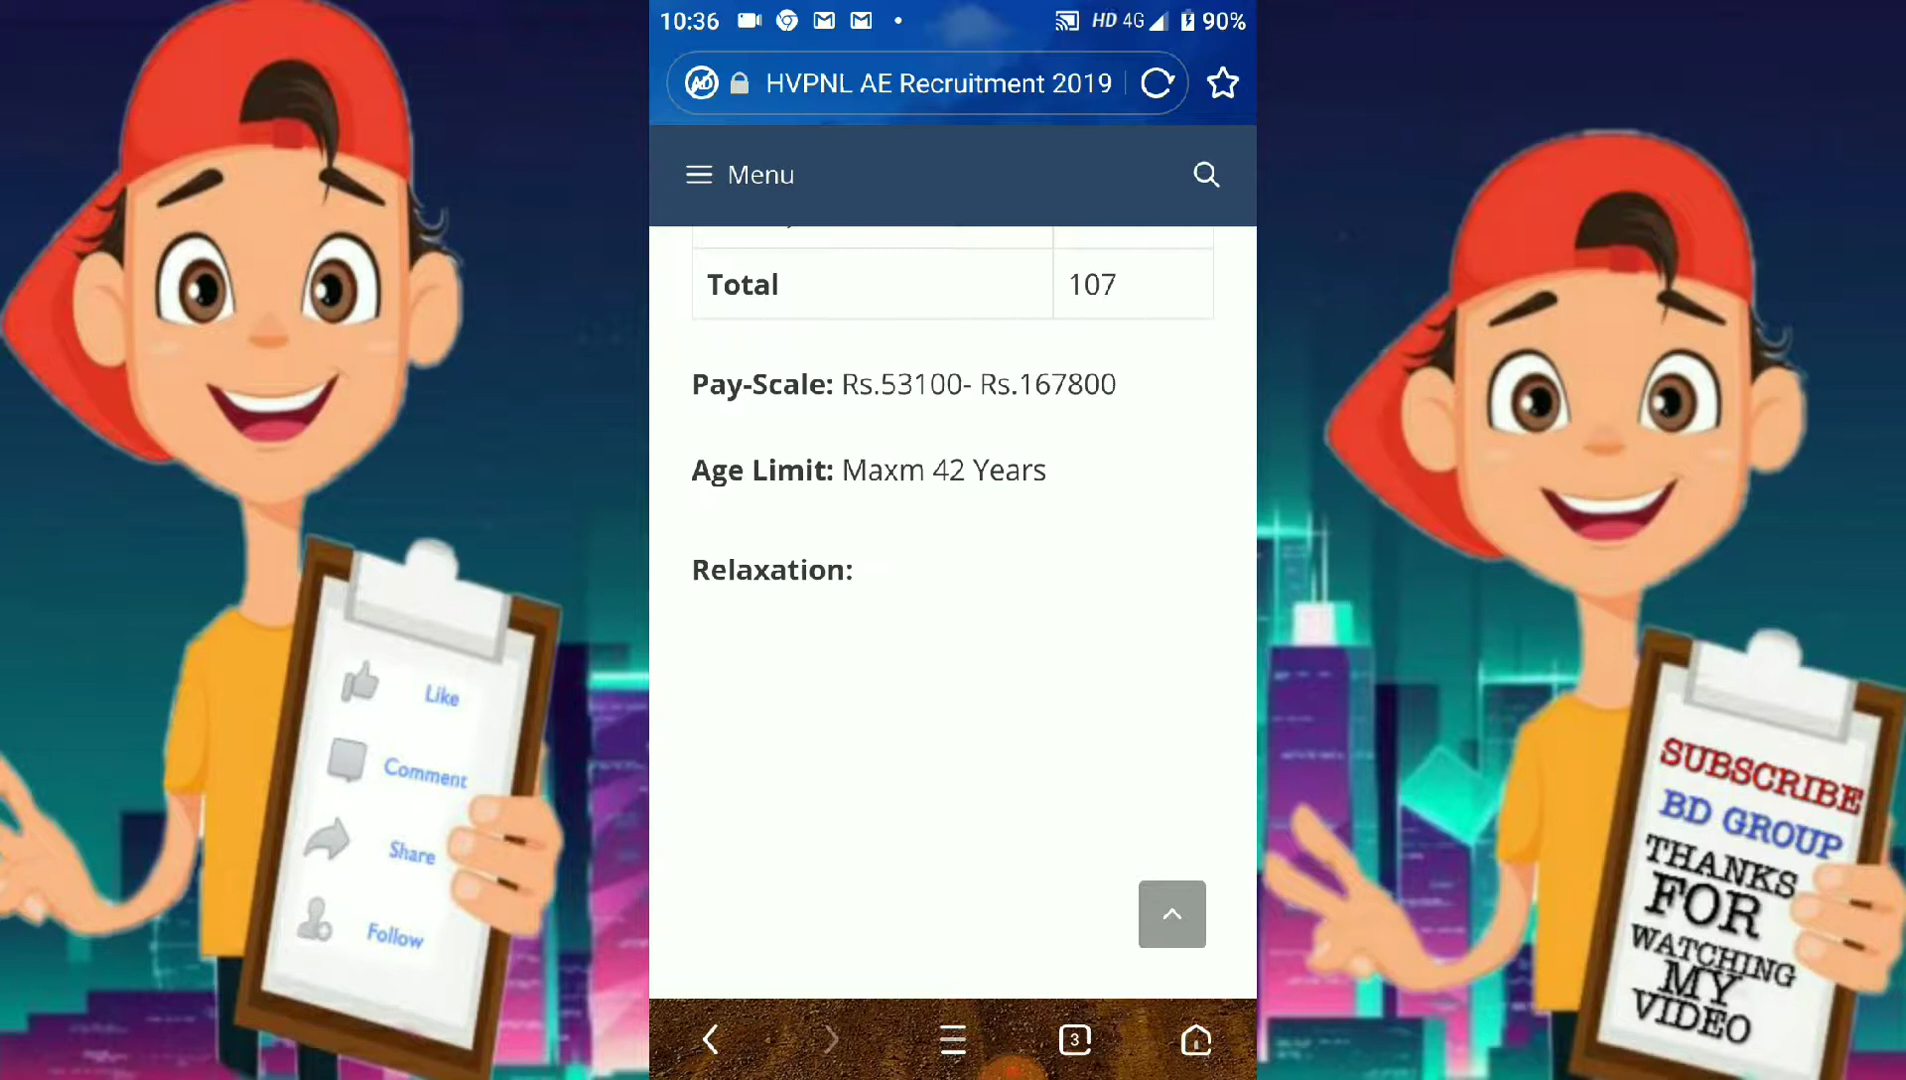 10:36
HD 4G 90%
AD HVPNL AE Recruitment 2019
Menu
Total 107
Pay-Scale: Rs.53100- Rs.167800
Age Limit: Maxm 42 Years
Relaxation:
3
Like
Comment
Share
Follow
SUBSCRIBE
BD GROUP
THANKS
FOR
WATCHING
MY
VIDEO